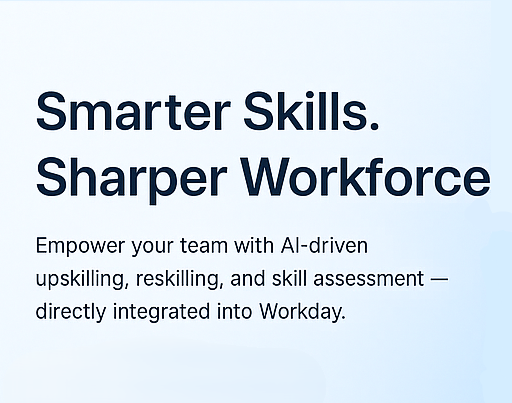 Smarter Skills.
Sharper Workforce
Empower your team with AI-driven
upskilling, reskilling, and skill assessment —
directly integrated into Workday.